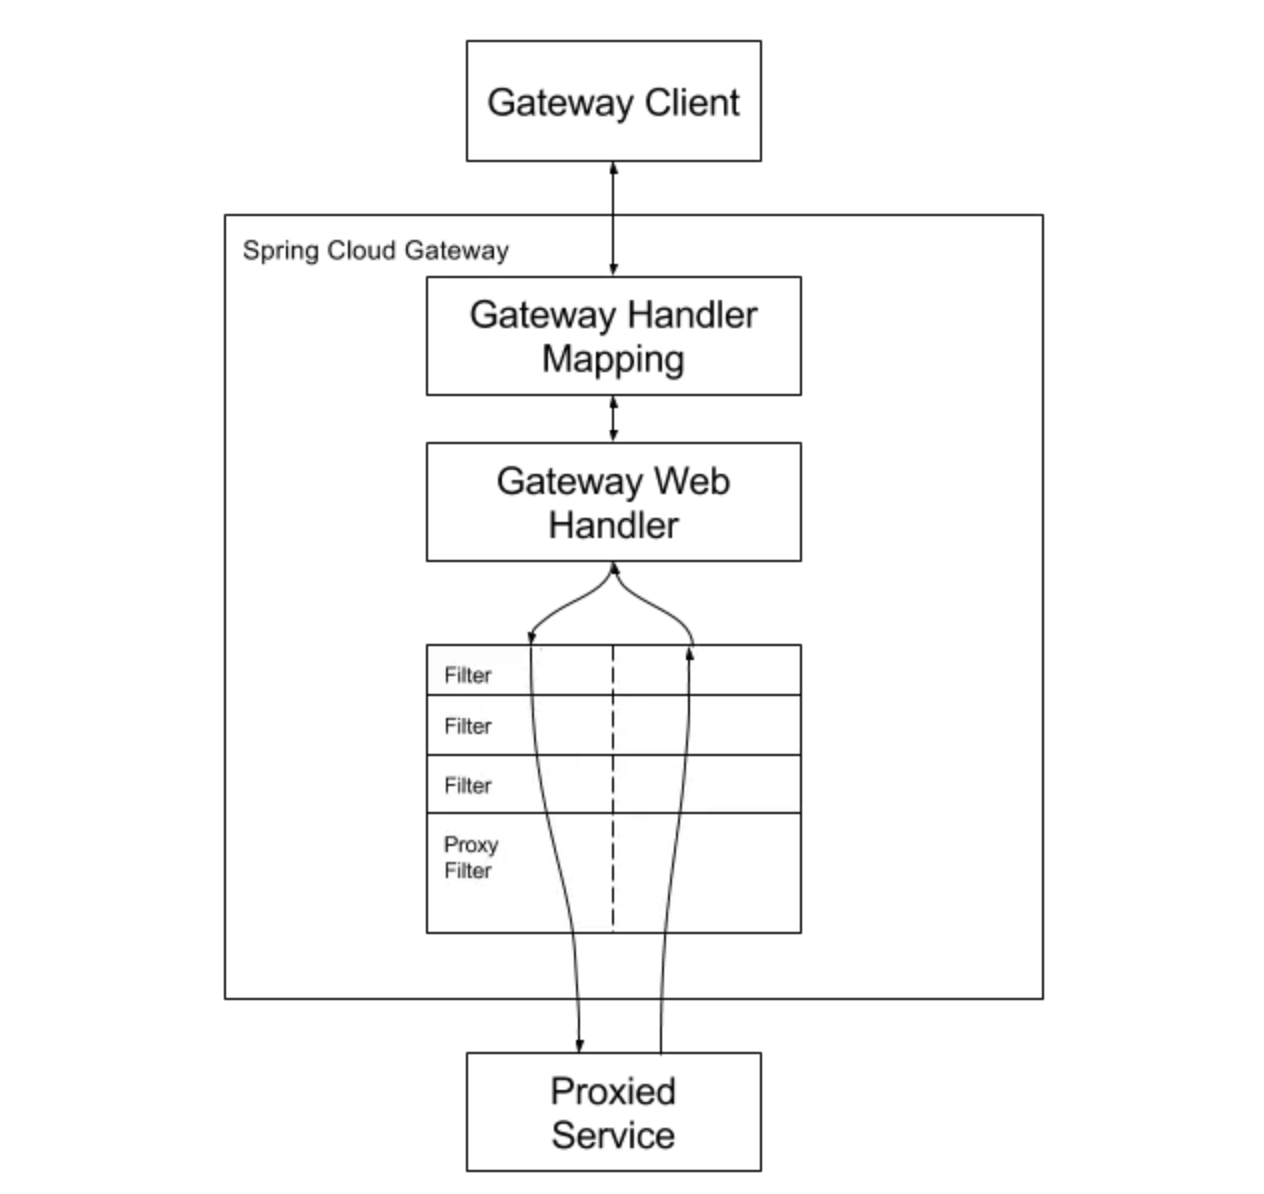 Gateway Client
Spring Cloud Gateway
Gateway Handler
Mapping
Gateway Web
Handler
Filter
Filter
Filter
Proxy
Filter
Proxied
Service